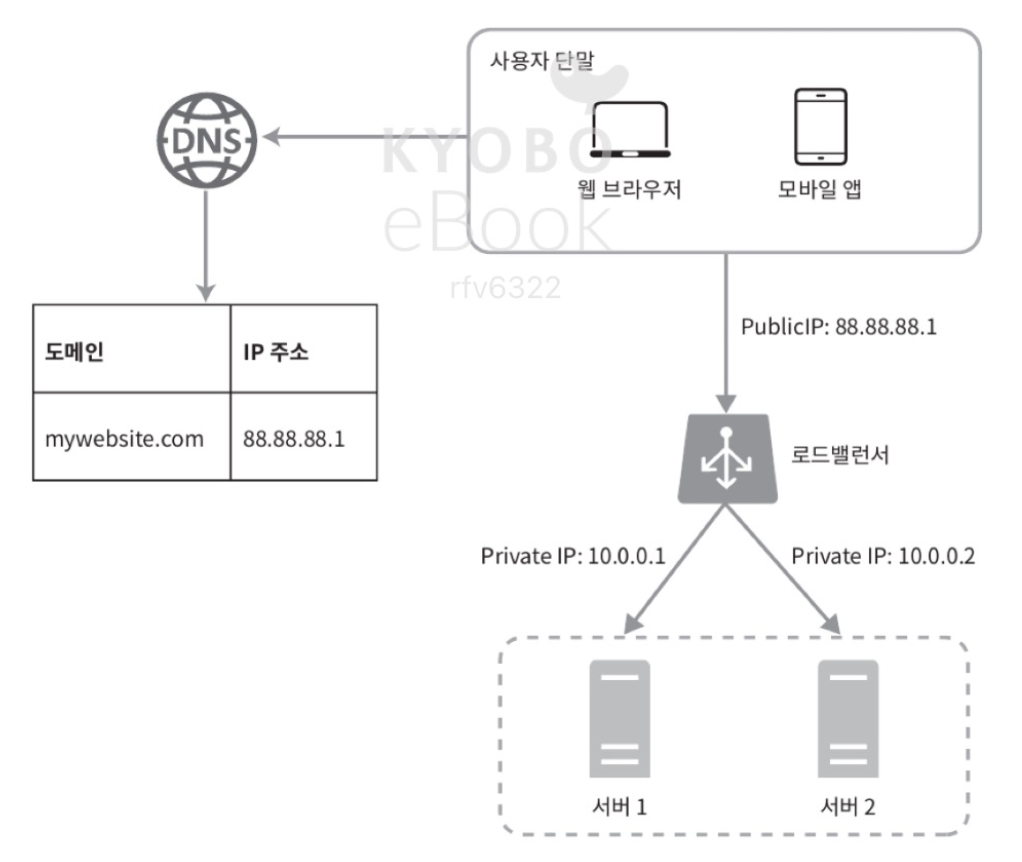 사용자 단말
DNS
KYOBO
웹 브라우저
모바일 앱
eBook
rfv6322
PublicIP: 88.88.88.1
도메인
IP 주소
mywebsite.com
88.88.88.1
로드밸런서
Private IP: 10.0.0.1
Private IP: 10.0.0.2
서버 1
서버 2